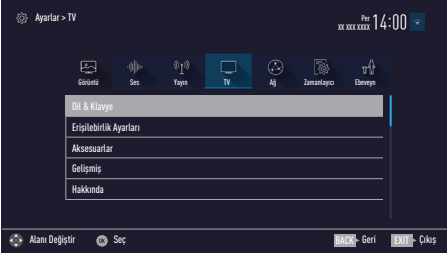 Ayarlar > TV
Per
xx xxx xxxx 14:00
Görüntü Ses Yayın TV Ağ Zamanlayıcı Ebeveyn
Dil & Klavye
Erişilebilirlik Ayarları
Aksesuarlar
Gelişmiş
Hakkında
Alanı Değiştir OK Seç BACK Geri EXIT Çıkış